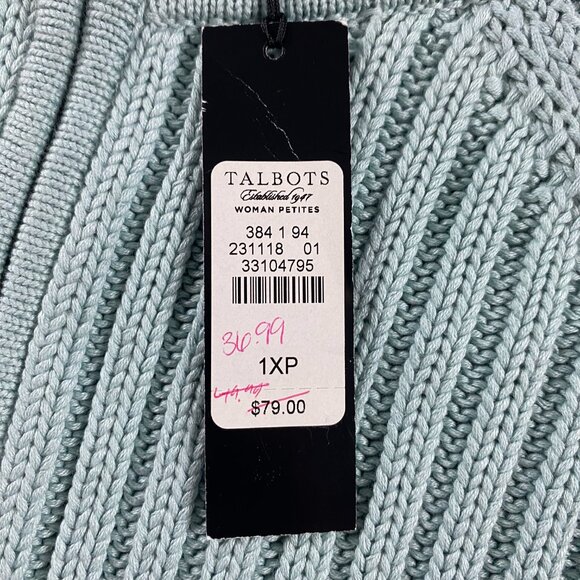 TALBOTS
Established 1947
WOMAN PETITES
384 1 94
231118 01
33104795
36.99
1XP
$79.00